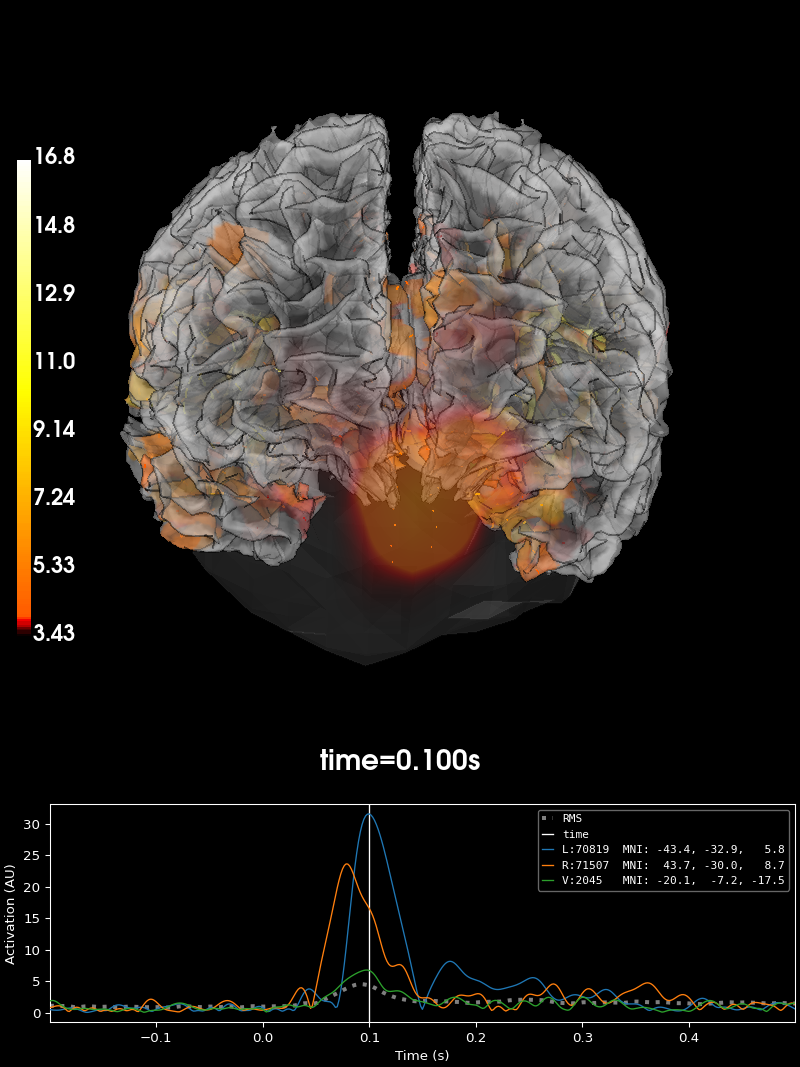 16.8
14.8
12.9
11.0
9.14
7.24
5.33
3.43
time=0.100s
30
25
20
15
10
5
0
Activation (AU)
RMS
time
L:70819 MNI: -43.4, -32.9, 5.8
R:71507 MNI: 43.7, -30.0, 8.7
V:2045 MNI: -20.1, -7.2, -17.5
−0.1 0.0 0.1 0.2 0.3 0.4
Time (s)